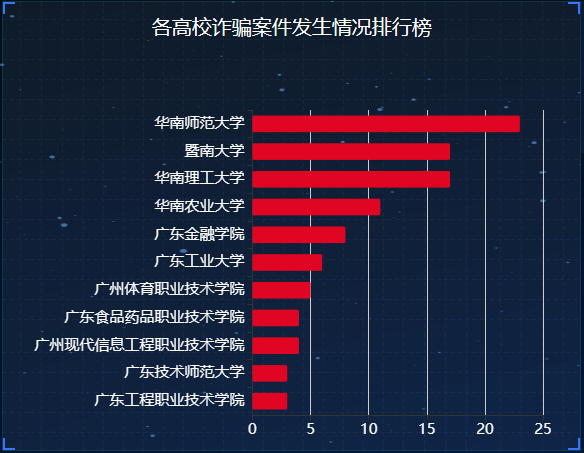 各高校诈骗案件发生情况排行榜
华南师范大学
暨南大学
华南理工大学
华南农业大学
广东金融学院
广东工业大学
广州体育职业技术学院
广东食品药品职业技术学院
广州现代信息工程职业技术学院
广东技术师范大学
广东工程职业技术学院
0 5 10 15 20 25